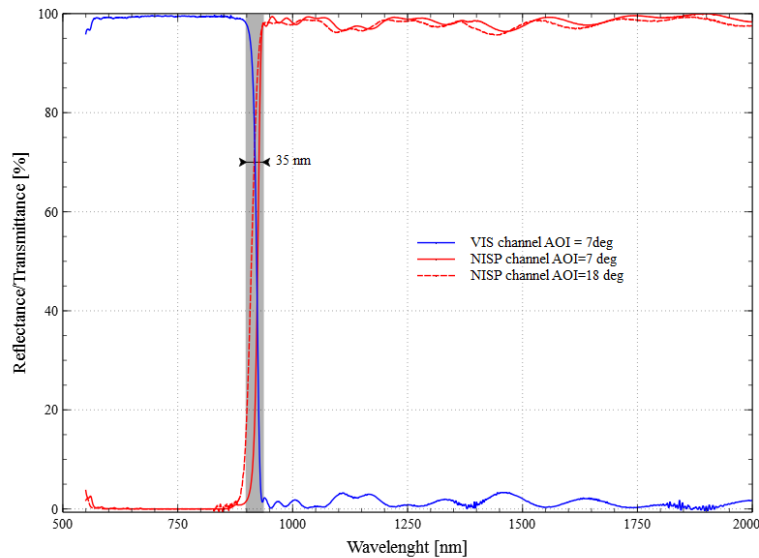 100
80
60
40
20
0
Reflectance/Transmittance [%]
35 nm
VIS channel AOI = 7deg
NISP channel AOI=7 deg
NISP channel AOI=18 deg
500
750
1000
1250
1500
1750
2000
Wavelenght [nm]